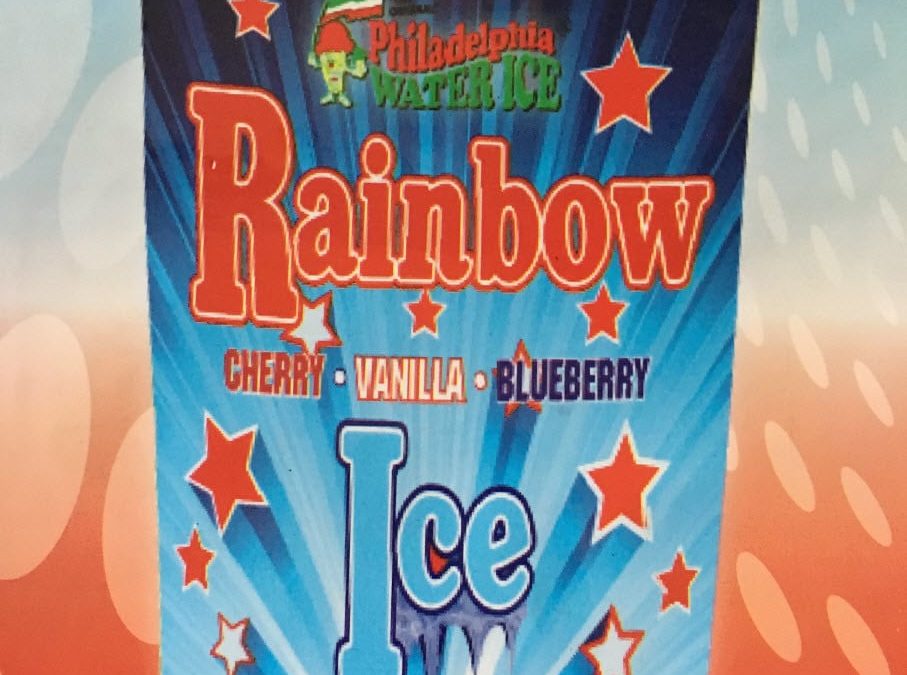 Philadelphia
WATER ICE
Rainbow
CHERRY • VANILLA • BLUEBERRY
Ice